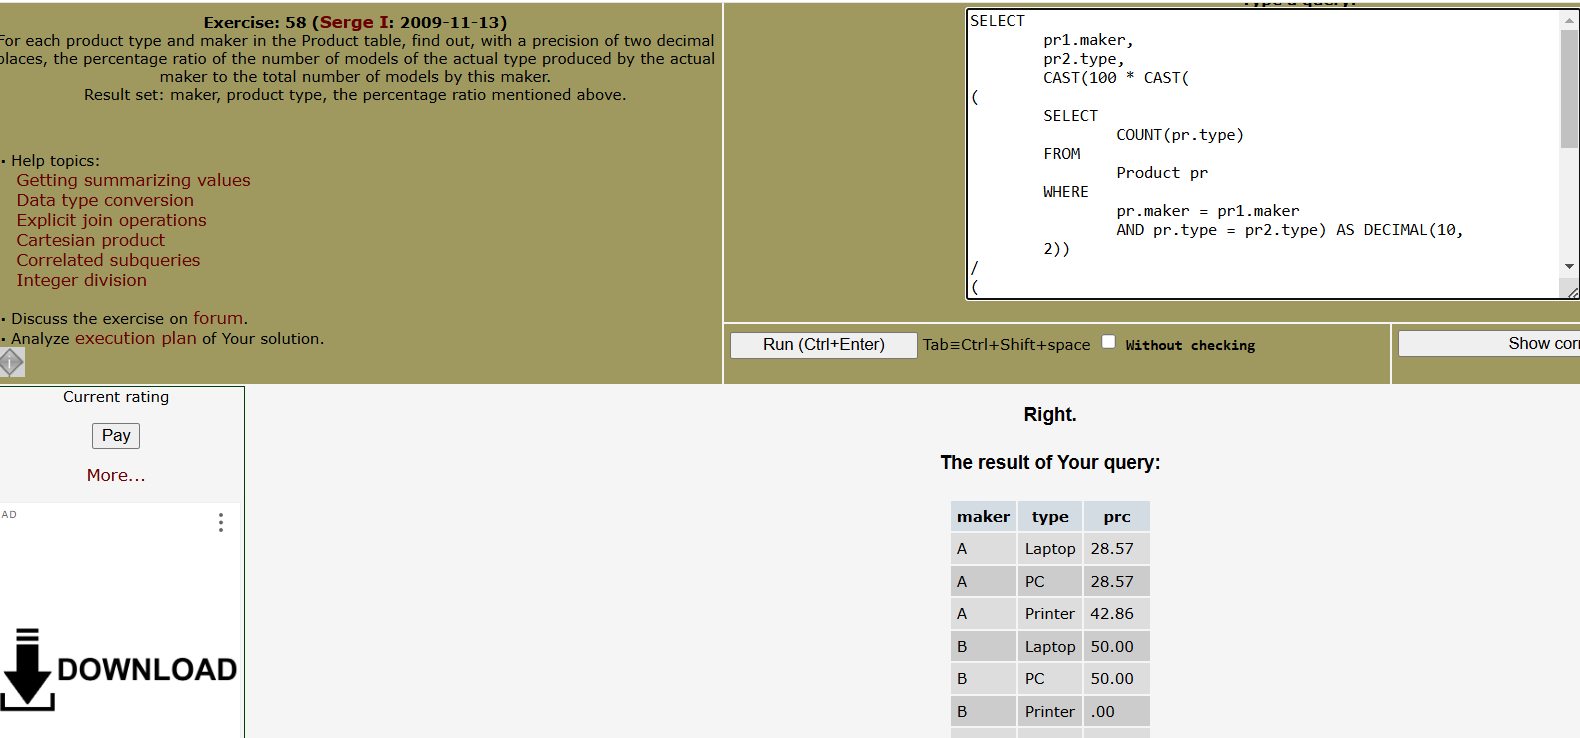 Exercise: 58 (Serge I: 2009-11-13)
For each product type and maker in the Product table, find out, with a precision of two decimal
places, the percentage ratio of the number of models of the actual type produced by the actual
maker to the total number of models by this maker.
Result set: maker, product type, the percentage ratio mentioned above.
• Help topics:
Getting summarizing values
Data type conversion
Explicit join operations
Cartesian product
Correlated subqueries
Integer division
• Discuss the exercise on forum.
• Analyze execution plan of Your solution.
Type a query:
SELECT
pr1.maker,
pr2.type,
CAST(100 * CAST(
(
SELECT
COUNT(pr.type)
FROM
Product pr
WHERE
pr.maker = pr1.maker
AND pr.type = pr2.type) AS DECIMAL(10,
2))
/
(
Run (Ctrl+Enter) Tab≡Ctrl+Shift+space Without checking
Show corr
Current rating
Pay
More...
AD
DOWNLOAD
Right.
The result of Your query:
maker type prc
A Laptop 28.57
A PC 28.57
A Printer 42.86
B Laptop 50.00
B PC 50.00
B Printer .00